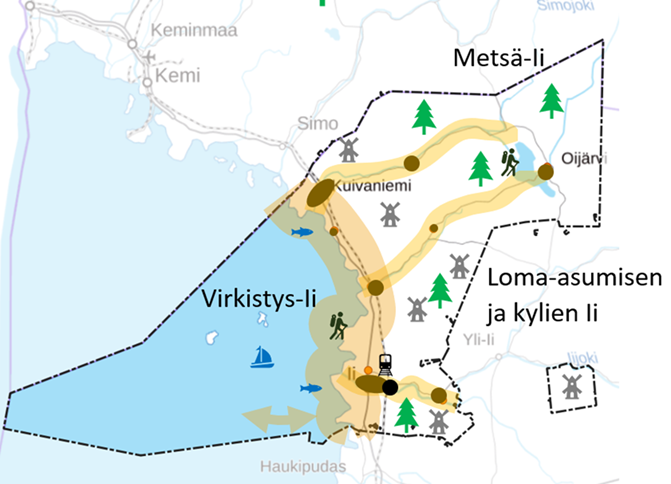 Simojoki
Keminmaa
Metsä-Ii
Kemi
Simo
Oijärvi
Kuivaniemi
Loma-asumisen
ja kylien Ii
Virkistys-Ii
Yli-Ii
Iijoki
Ii
Haukipudas